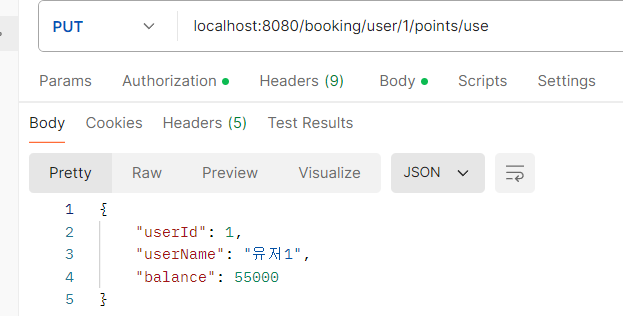 PUT localhost:8080/booking/user/1/points/use
Params Authorization Headers (9) Body Scripts Settings
Body Cookies Headers (5) Test Results
Pretty Raw Preview Visualize JSON
1 {
2 "userId": 1,
3 "userName": "유저1",
4 "balance": 55000
5 }